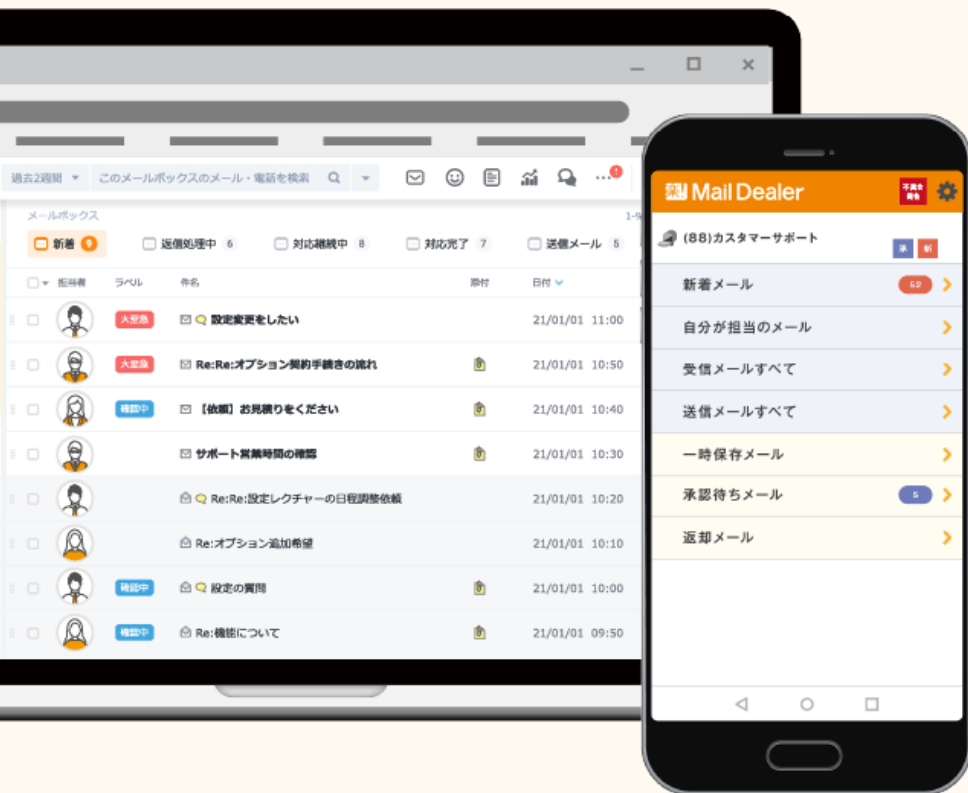 過去2週間 このメールボックスのメール・電話を検索
メールボックス
新着 9 返信処理中 6 対応継続中 8 対応完了 7 送信メール 5
担当者 ラベル 件名 添付 日付
大至急 設定変更をしたい 21/01/01 11:00
大至急 Re:Re:オプション契約手続きの流れ 21/01/01 10:50
確認中 【依頼】お見積りをください 21/01/01 10:40
サポート営業時間の確認 21/01/01 10:30
Re:Re:設定レクチャーの日程調整依頼 21/01/01 10:20
Re:オプション追加希望 21/01/01 10:10
確認中 設定の質問 21/01/01 10:00
確認中 Re:機能について 21/01/01 09:50
Mail Dealer 不具合
報告
(88)カスタマーサポート 承 新
新着メール 52
自分が担当のメール
受信メールすべて
送信メールすべて
一時保存メール
承認待ちメール 5
返却メール